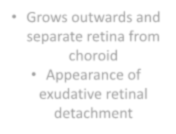 • Grows outwards and
separate retina from
choroid
• Appearance of
exudative retinal
detachment